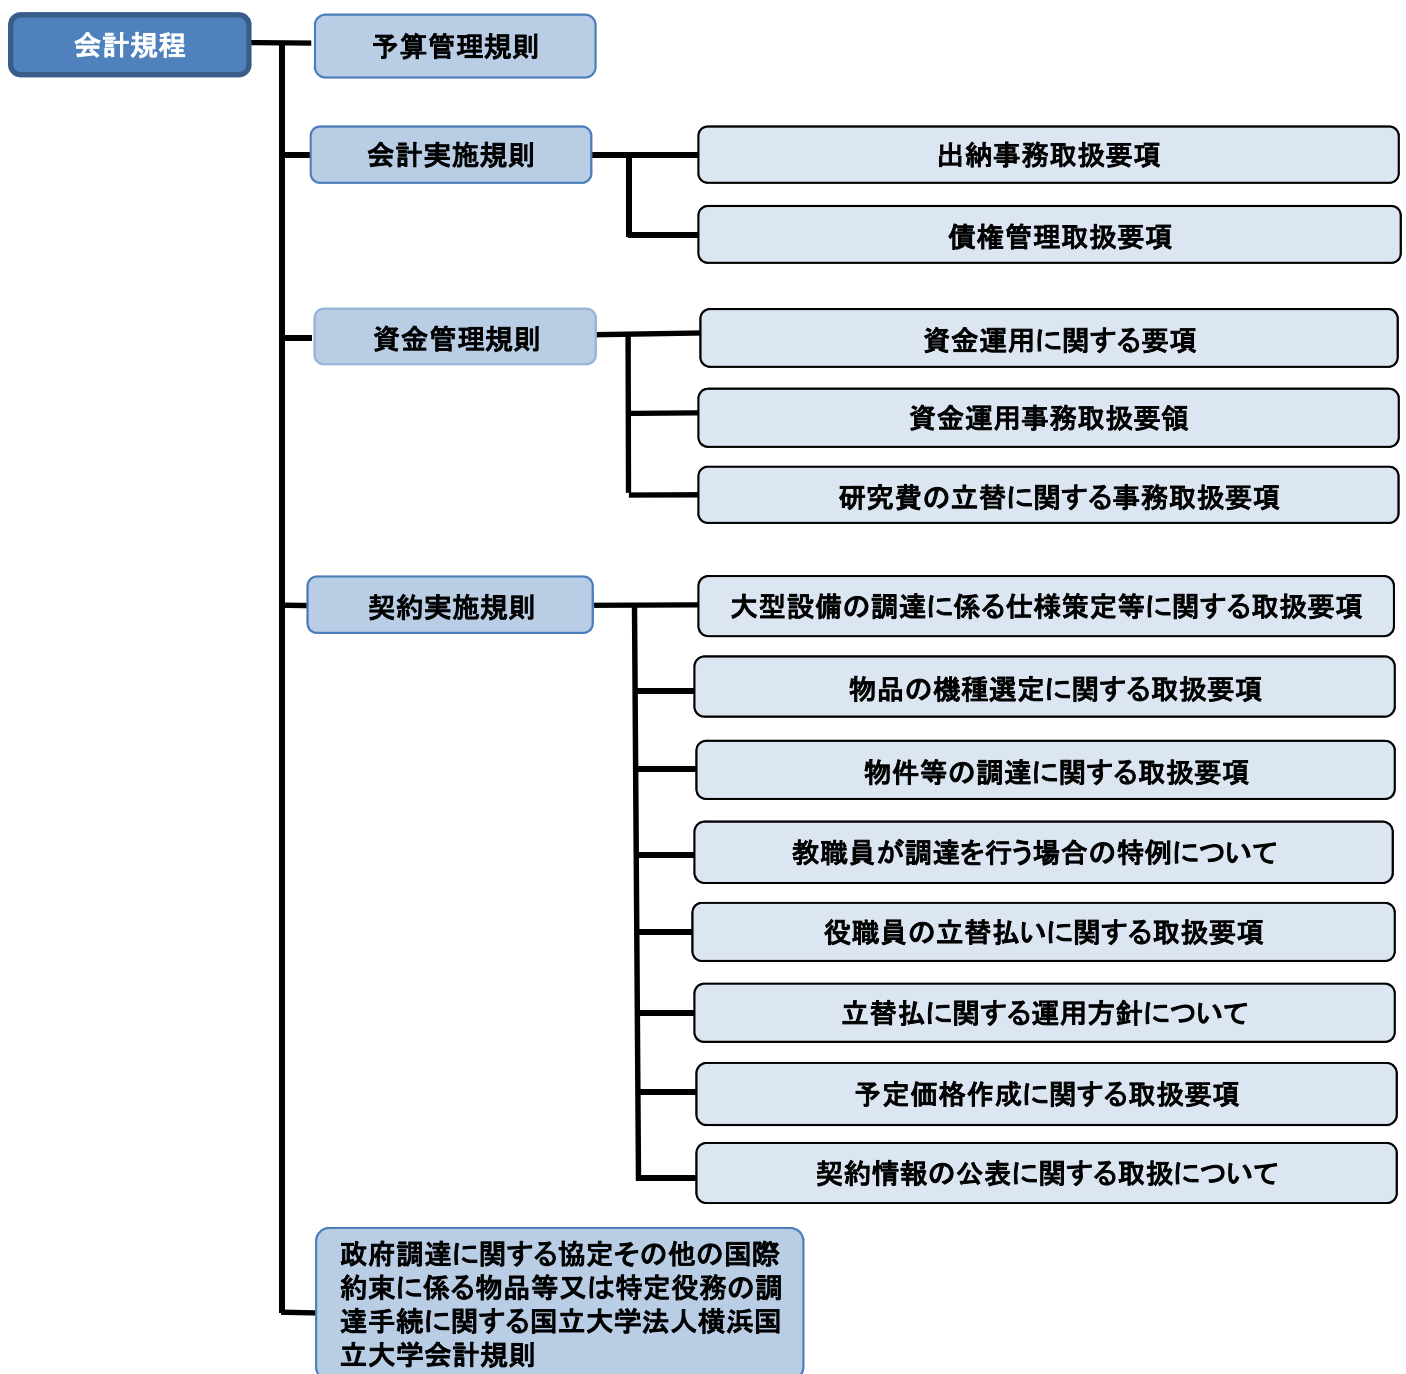 会計規程
予算管理規則
会計実施規則
出納事務取扱要項
債権管理取扱要項
資金管理規則
資金運用に関する要項
資金運用事務取扱要領
研究費の立替に関する事務取扱要項
契約実施規則
大型設備の調達に係る仕様策定等に関する取扱要項
物品の機種選定に関する取扱要項
物件等の調達に関する取扱要項
教職員が調達を行う場合の特例について
役職員の立替払いに関する取扱要項
立替払に関する運用方針について
予定価格作成に関する取扱要項
契約情報の公表に関する取扱について
政府調達に関する協定その他の国際
約束に係る物品等又は特定役務の調
達手続に関する国立大学法人横浜国
立大学会計規則